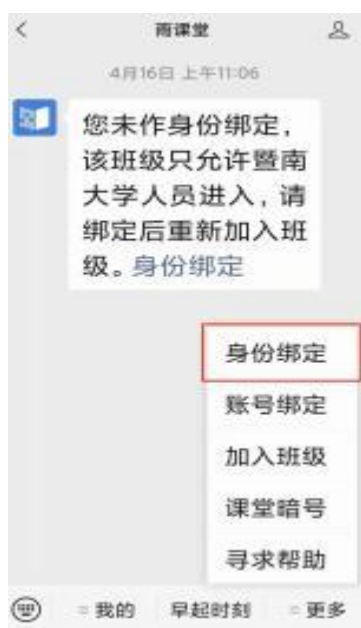 雨课堂
4月16日 上午11:06
您未作身份绑定，
该班级只允许暨南
大学人员进入，请
绑定后重新加入班
级。身份绑定
身份绑定
账号绑定
加入班级
课堂暗号
寻求帮助
我的 早起时刻 更多